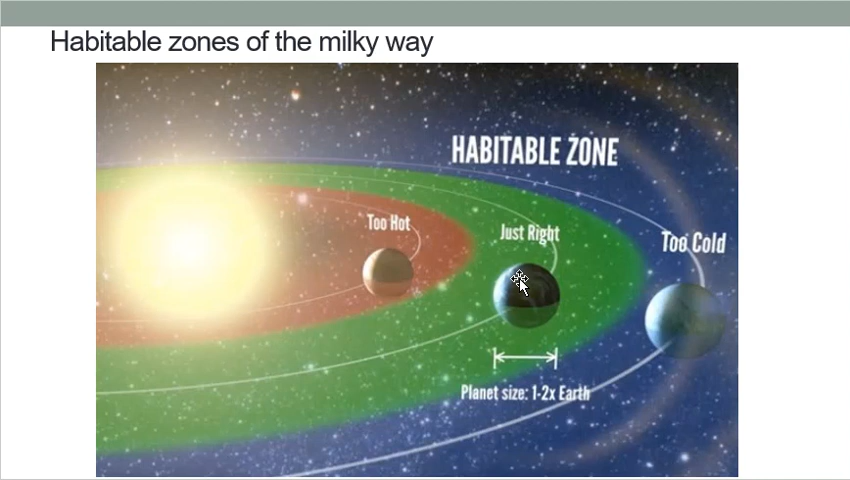 Habitable zones of the milky way
HABITABLE ZONE
Too Hot
Just Right
Too Cold
Planet size: 1-2x Earth